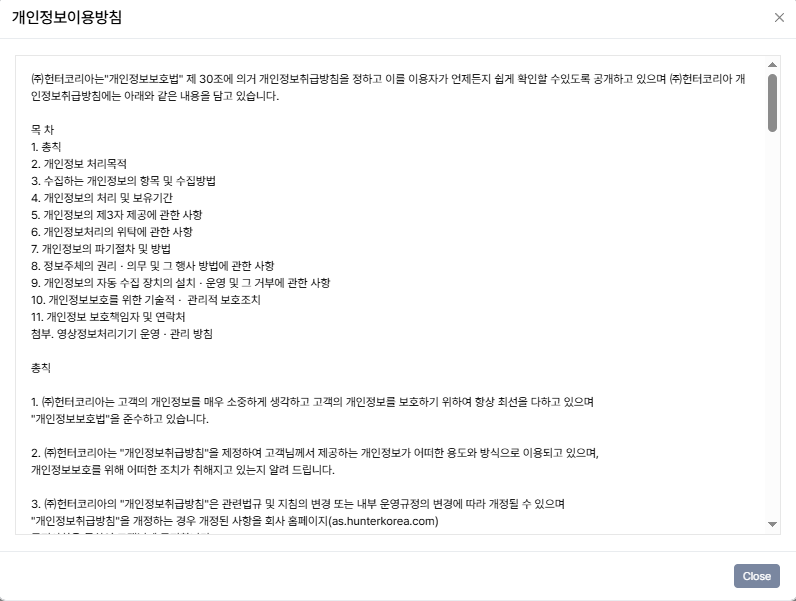 개인정보이용방침
㈜헌터코리아는"개인정보보호법" 제 30조에 의거 개인정보취급방침을 정하고 이를 이용자가 언제든지 쉽게 확인할 수있도록 공개하고 있으며 ㈜헌터코리아 개
인정보취급방침에는 아래와 같은 내용을 담고 있습니다.
목 차
1. 총칙
2. 개인정보 처리목적
3. 수집하는 개인정보의 항목 및 수집방법
4. 개인정보의 처리 및 보유기간
5. 개인정보의 제3자 제공에 관한 사항
6. 개인정보처리의 위탁에 관한 사항
7. 개인정보의 파기절차 및 방법
8. 정보주체의 권리 · 의무 및 그 행사 방법에 관한 사항
9. 개인정보의 자동 수집 장치의 설치 · 운영 및 그 거부에 관한 사항
10. 개인정보보호를 위한 기술적 · 관리적 보호조치
11. 개인정보 보호책임자 및 연락처
첨부. 영상정보처리기기 운영 · 관리 방침
총칙
1. ㈜헌터코리아는 고객의 개인정보를 매우 소중하게 생각하고 고객의 개인정보를 보호하기 위하여 항상 최선을 다하고 있으며
"개인정보보호법"을 준수하고 있습니다.
2. ㈜헌터코리아는 "개인정보취급방침"을 제정하여 고객님께서 제공하는 개인정보가 어떠한 용도와 방식으로 이용되고 있으며,
개인정보보호를 위해 어떠한 조치가 취해지고 있는지 알려 드립니다.
3. ㈜헌터코리아의 "개인정보취급방침"은 관련법규 및 지침의 변경 또는 내부 운영규정의 변경에 따라 개정될 수 있으며
"개인정보취급방침"을 개정하는 경우 개정된 사항을 회사 홈페이지(as.hunterkorea.com)
Close